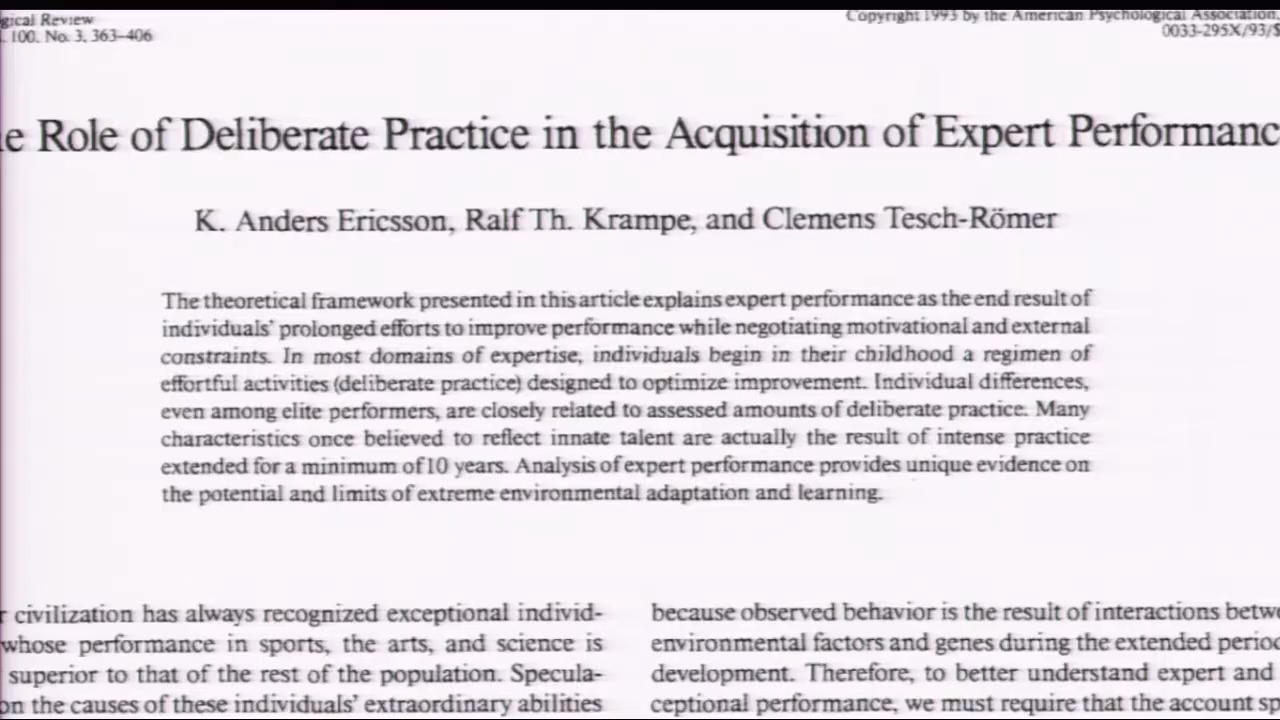 gical Review
. 100. No. 3, 363–406
Copyright 1993 by the American Psychological Association.
0033-295X/93/$
e Role of Deliberate Practice in the Acquisition of Expert Performanc
K. Anders Ericsson, Ralf Th. Krampe, and Clemens Tesch-Römer
The theoretical framework presented in this article explains expert performance as the end result of
individuals' prolonged efforts to improve performance while negotiating motivational and external
constraints. In most domains of expertise, individuals begin in their childhood a regimen of
effortful activities (deliberate practice) designed to optimize improvement. Individual differences,
even among elite performers, are closely related to assessed amounts of deliberate practice. Many
characteristics once believed to reflect innate talent are actually the result of intense practice
extended for a minimum of 10 years. Analysis of expert performance provides unique evidence on
the potential and limits of extreme environmental adaptation and learning.
r civilization has always recognized exceptional individ-
whose performance in sports, the arts, and science is
superior to that of the rest of the population. Specula-
on the causes of these individuals' extraordinary abilities
because observed behavior is the result of interactions betw
environmental factors and genes during the extended perio
development. Therefore, to better understand expert and
ceptional performance, we must require that the account sp